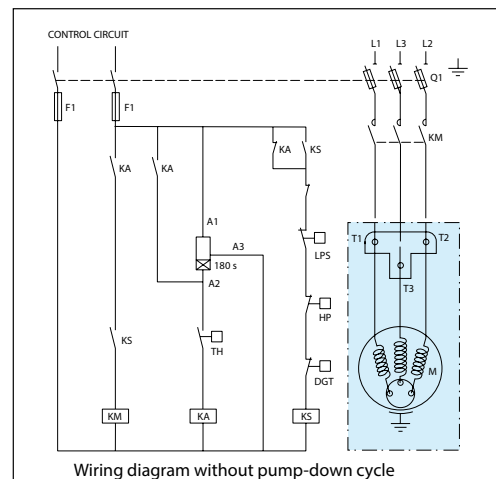 CONTROL CIRCUIT
L1 L3 L2
Q1
F1 F1
KM
KA KA KA KS
A1
A3
180 s
A2
LPS
T1 T2
T3
HP
KS TH
DGT
M
KM KA KS
Wiring diagram without pump-down cycle